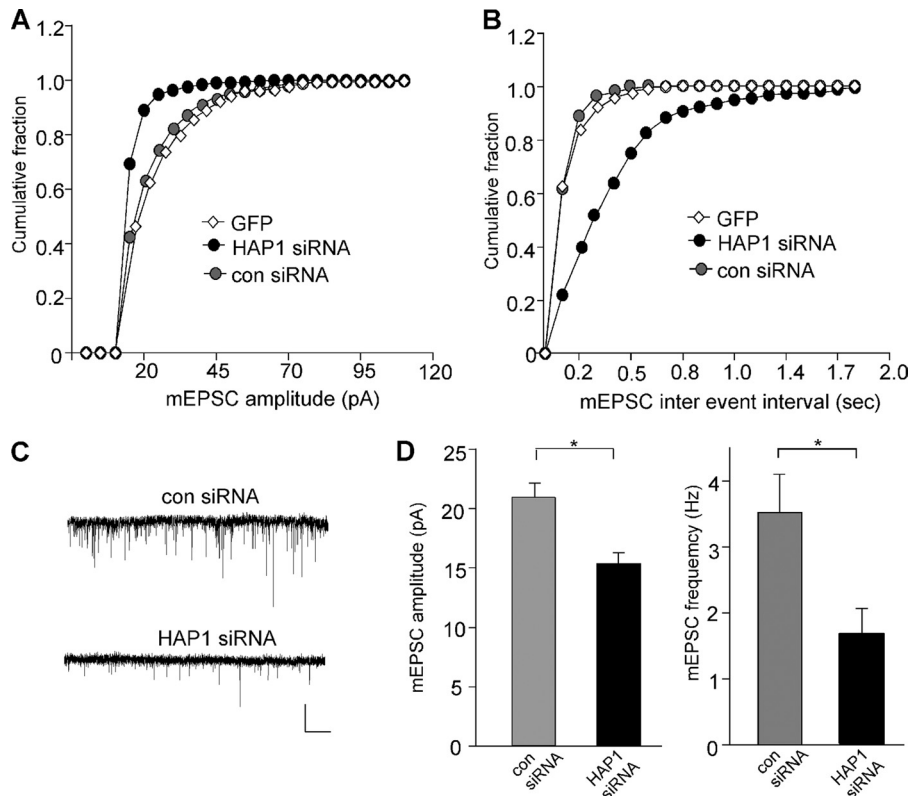 A
1.2
1.0
0.8
0.6
0.4
0.2
0
Cumulative fraction
GFP
HAP1 siRNA
con siRNA
20
45
70
95
120
mEPSC amplitude (pA)
B
1.2
1.0
0.8
0.6
0.4
0.2
0
Cumulative fraction
GFP
HAP1 siRNA
con siRNA
0.2
0.5
0.8
1.0
1.4
1.7
2.0
mEPSC inter event interval (sec)
C
con siRNA
HAP1 siRNA
D
25
20
15
10
5
0
mEPSC amplitude (pA)
*
con
siRNA
HAP1
siRNA
4
3
2
1
0
mEPSC frequemcy (Hz)
*
con
siRNA
HAP1
siRNA